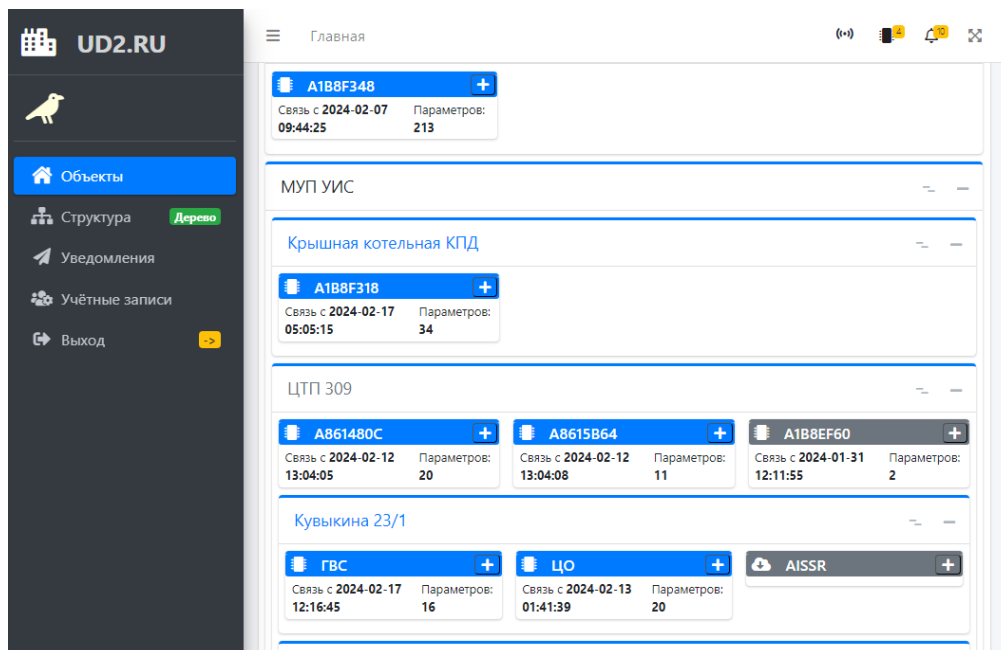 UD2.RU
Главная
4
10
Объекты
Структура Дерево
Уведомления
Учётные записи
Выход ->
A1B8F348 +
Связь с 2024-02-07 Параметров:
09:44:25 213
МУП УИС
Крышная котельная КПД
A1B8F318 +
Связь с 2024-02-17 Параметров:
05:05:15 34
ЦТП 309
A861480C + A8615B64 + A1B8EF60 +
Связь с 2024-02-12 Параметров: Связь с 2024-02-12 Параметров: Связь с 2024-01-31 Параметров:
13:04:05 20 13:04:08 11 12:11:55 2
Кувыкина 23/1
ГВС + ЦО + AISSR +
Связь с 2024-02-17 Параметров: Связь с 2024-02-13 Параметров:
12:16:45 16 01:41:39 20